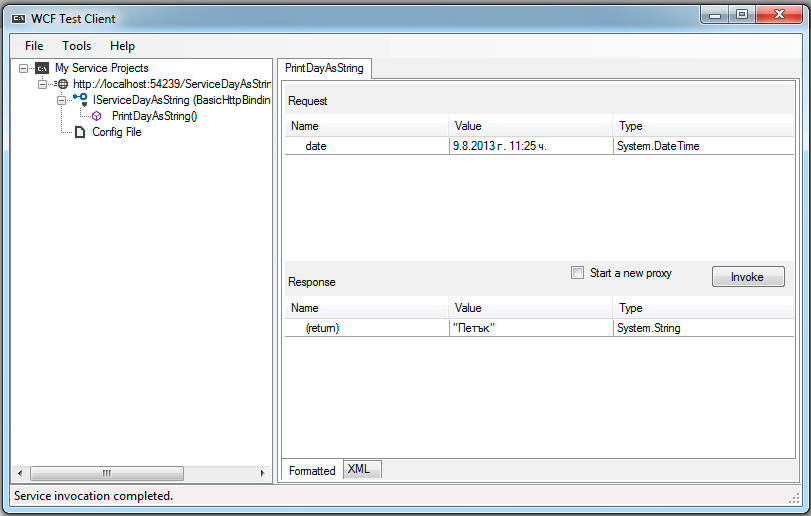 WCF Test Client
File Tools Help
My Service Projects
http://localhost:54239/ServiceDayAsStrin
IServiceDayAsString (BasicHttpBindin
PrintDayAsString()
Config File
PrintDayAsString
Request
Name Value Type
date 9.8.2013 г. 11:25 ч. System.DateTime
Response Start a new proxy Invoke
Name Value Type
(return) "Петък" System.String
Formatted XML
Service invocation completed.